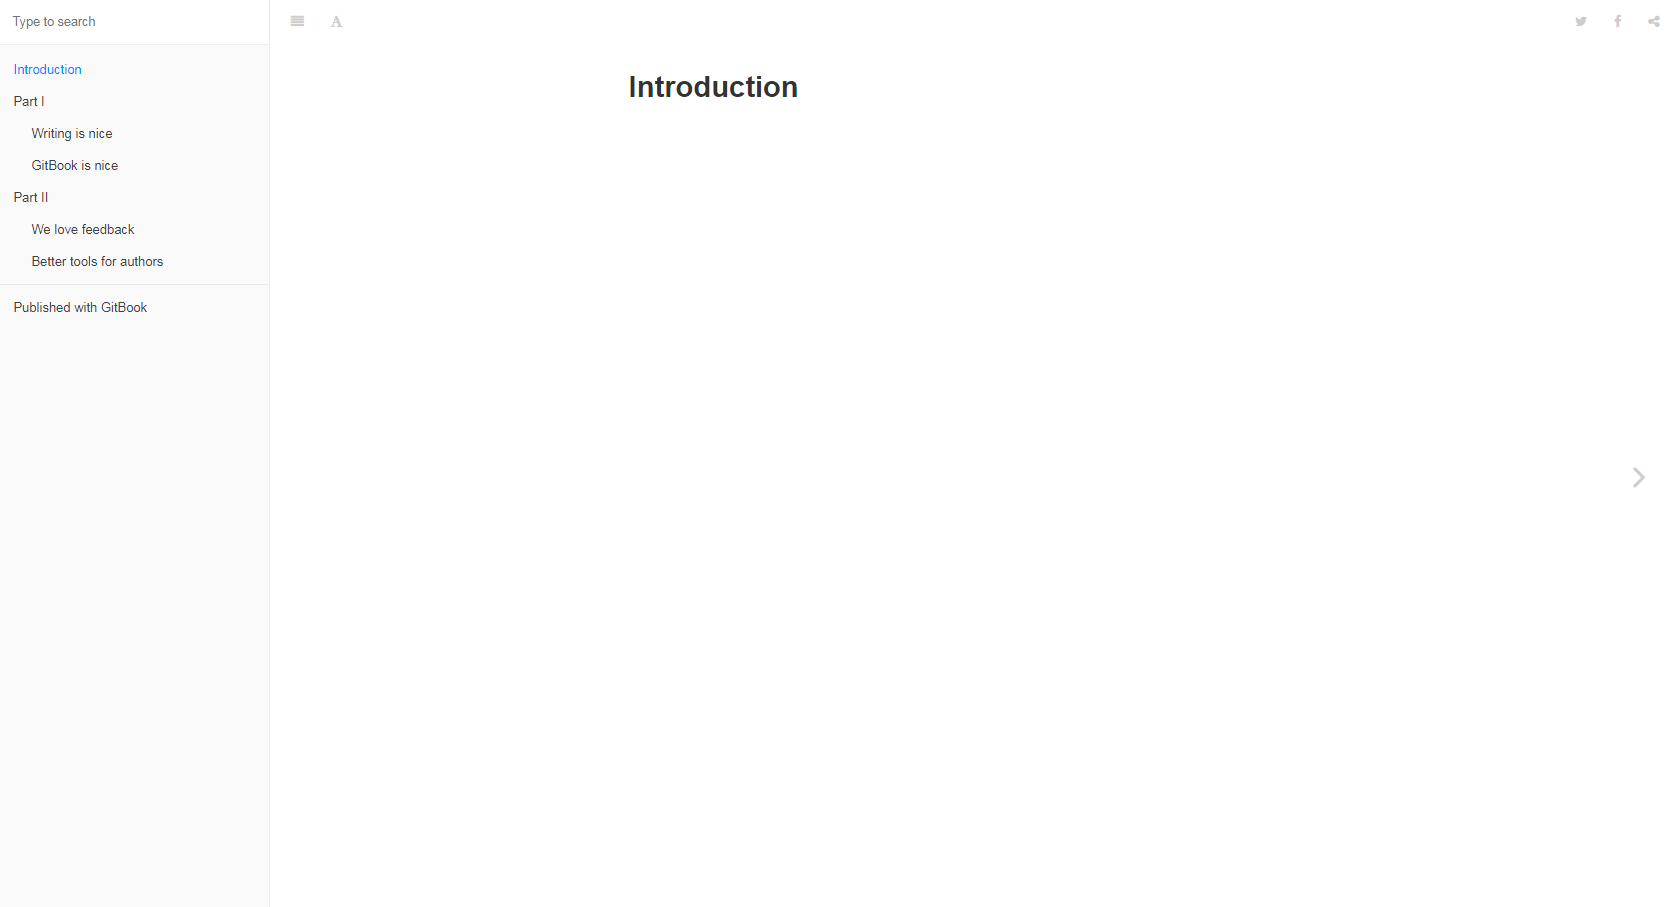 Type to search
A
Introduction
Part I
Writing is nice
GitBook is nice
Part II
We love feedback
Better tools for authors
Published with GitBook
Introduction